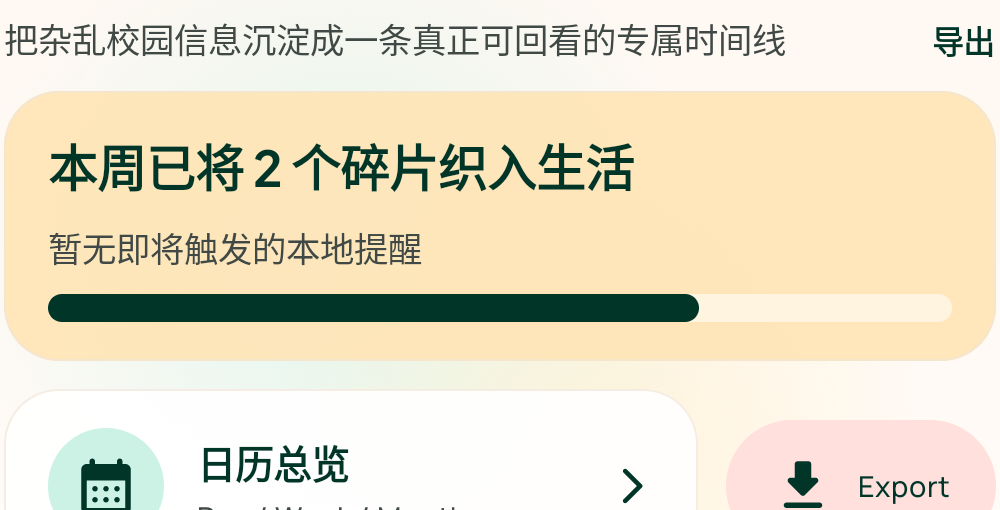 把杂乱校园信息沉淀成一条真正可回看的专属时间线
导出
本周已将 2 个碎片织入生活
暂无即将触发的本地提醒
日历总览
Export